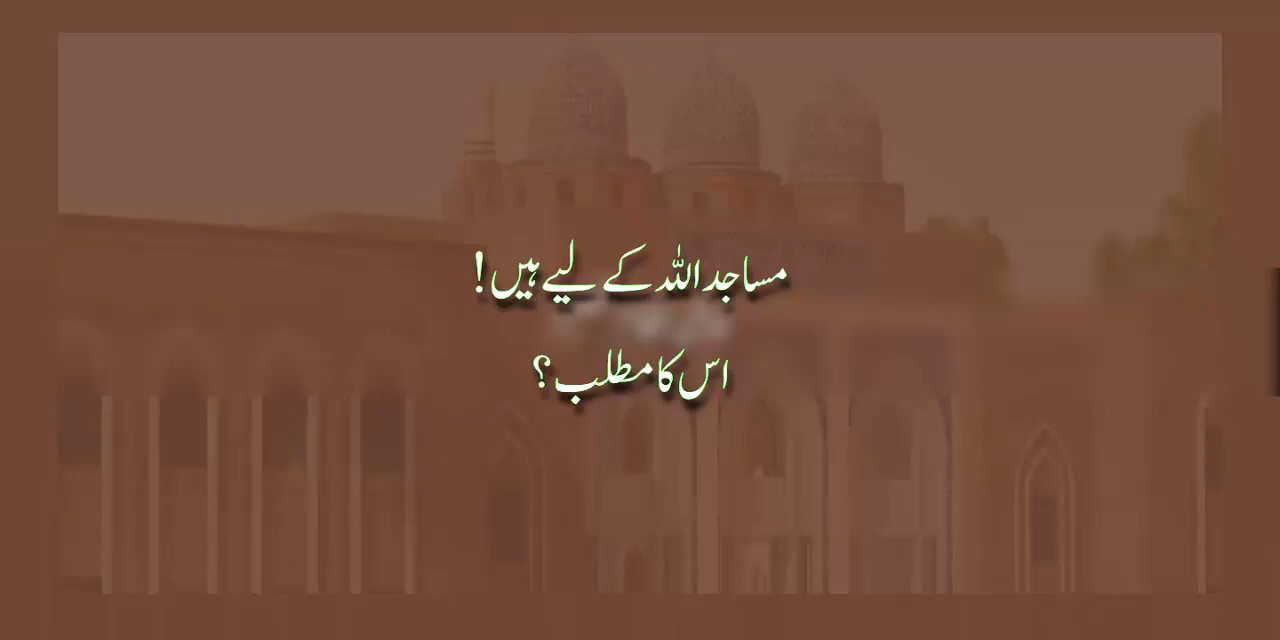 مساجد اللہ کے لیے ہیں!
اس کا مطلب؟